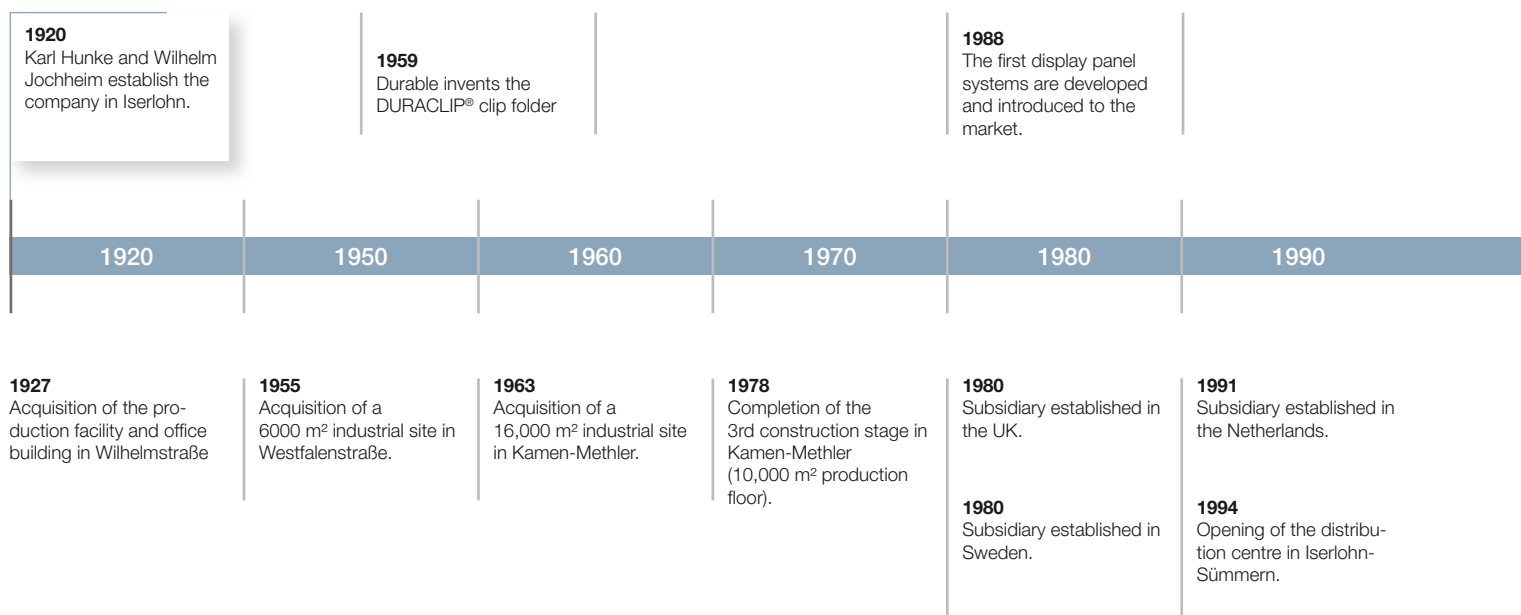 1920
Karl Hunke and Wilhelm
Jochheim establish the
company in Iserlohn.
1959
Durable invents the
DURACLIP® clip folder
1988
The first display panel
systems are developed
and introduced to the
market.
1920
1950
1960
1970
1980
1990
1927
Acquisition of the pro-
duction facility and office
building in Wilhelmstraße
1955
Acquisition of a
6000 m² industrial site in
Westfalenstraße.
1963
Acquisition of a
16,000 m² industrial site
in Kamen-Methler.
1978
Completion of the
3rd construction stage in
Kamen-Methler
(10,000 m² production
floor).
1980
Subsidiary established in
the UK.
1980
Subsidiary established in
Sweden.
1991
Subsidiary established in
the Netherlands.
1994
Opening of the distribu-
tion centre in Iserlohn-
Sümmern.